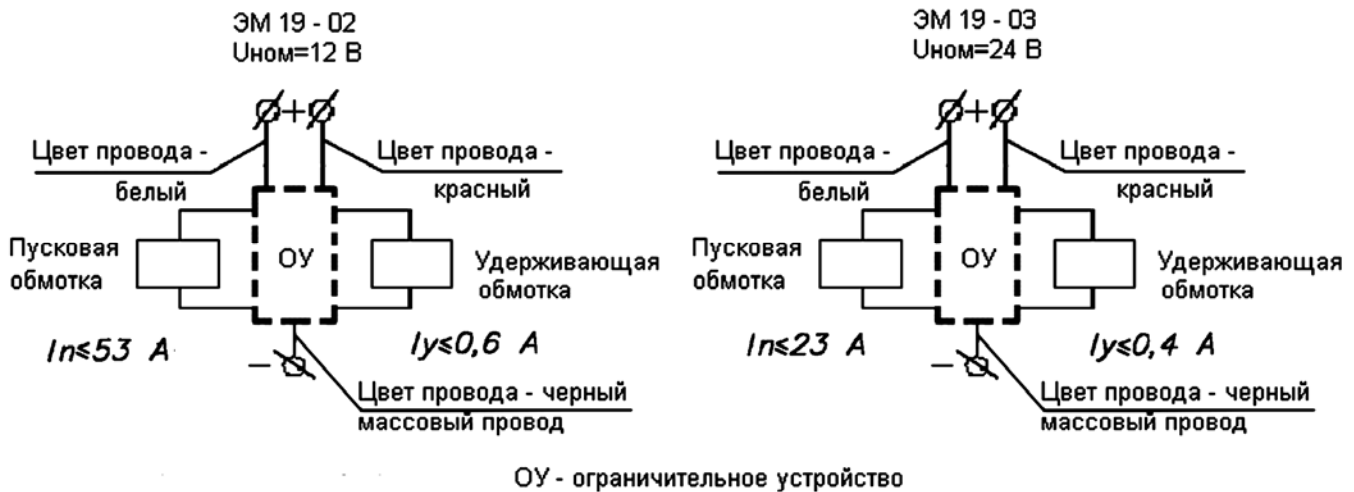 ЭМ 19 - 02
Uном=12 В
+
Цвет провода -
белый
Цвет провода -
красный
Пусковая
обмотка
ОУ
Удерживающая
обмотка
Iп≤53 А
Iу≤0,6 А
–
Цвет провода - черный
массовый провод
ЭМ 19 - 03
Uном=24 В
+
Цвет провода -
белый
Цвет провода -
красный
Пусковая
обмотка
ОУ
Удерживающая
обмотка
Iп≤23 А
Iу≤0,4 А
–
Цвет провода - черный
массовый провод
ОУ - ограничительное устройство